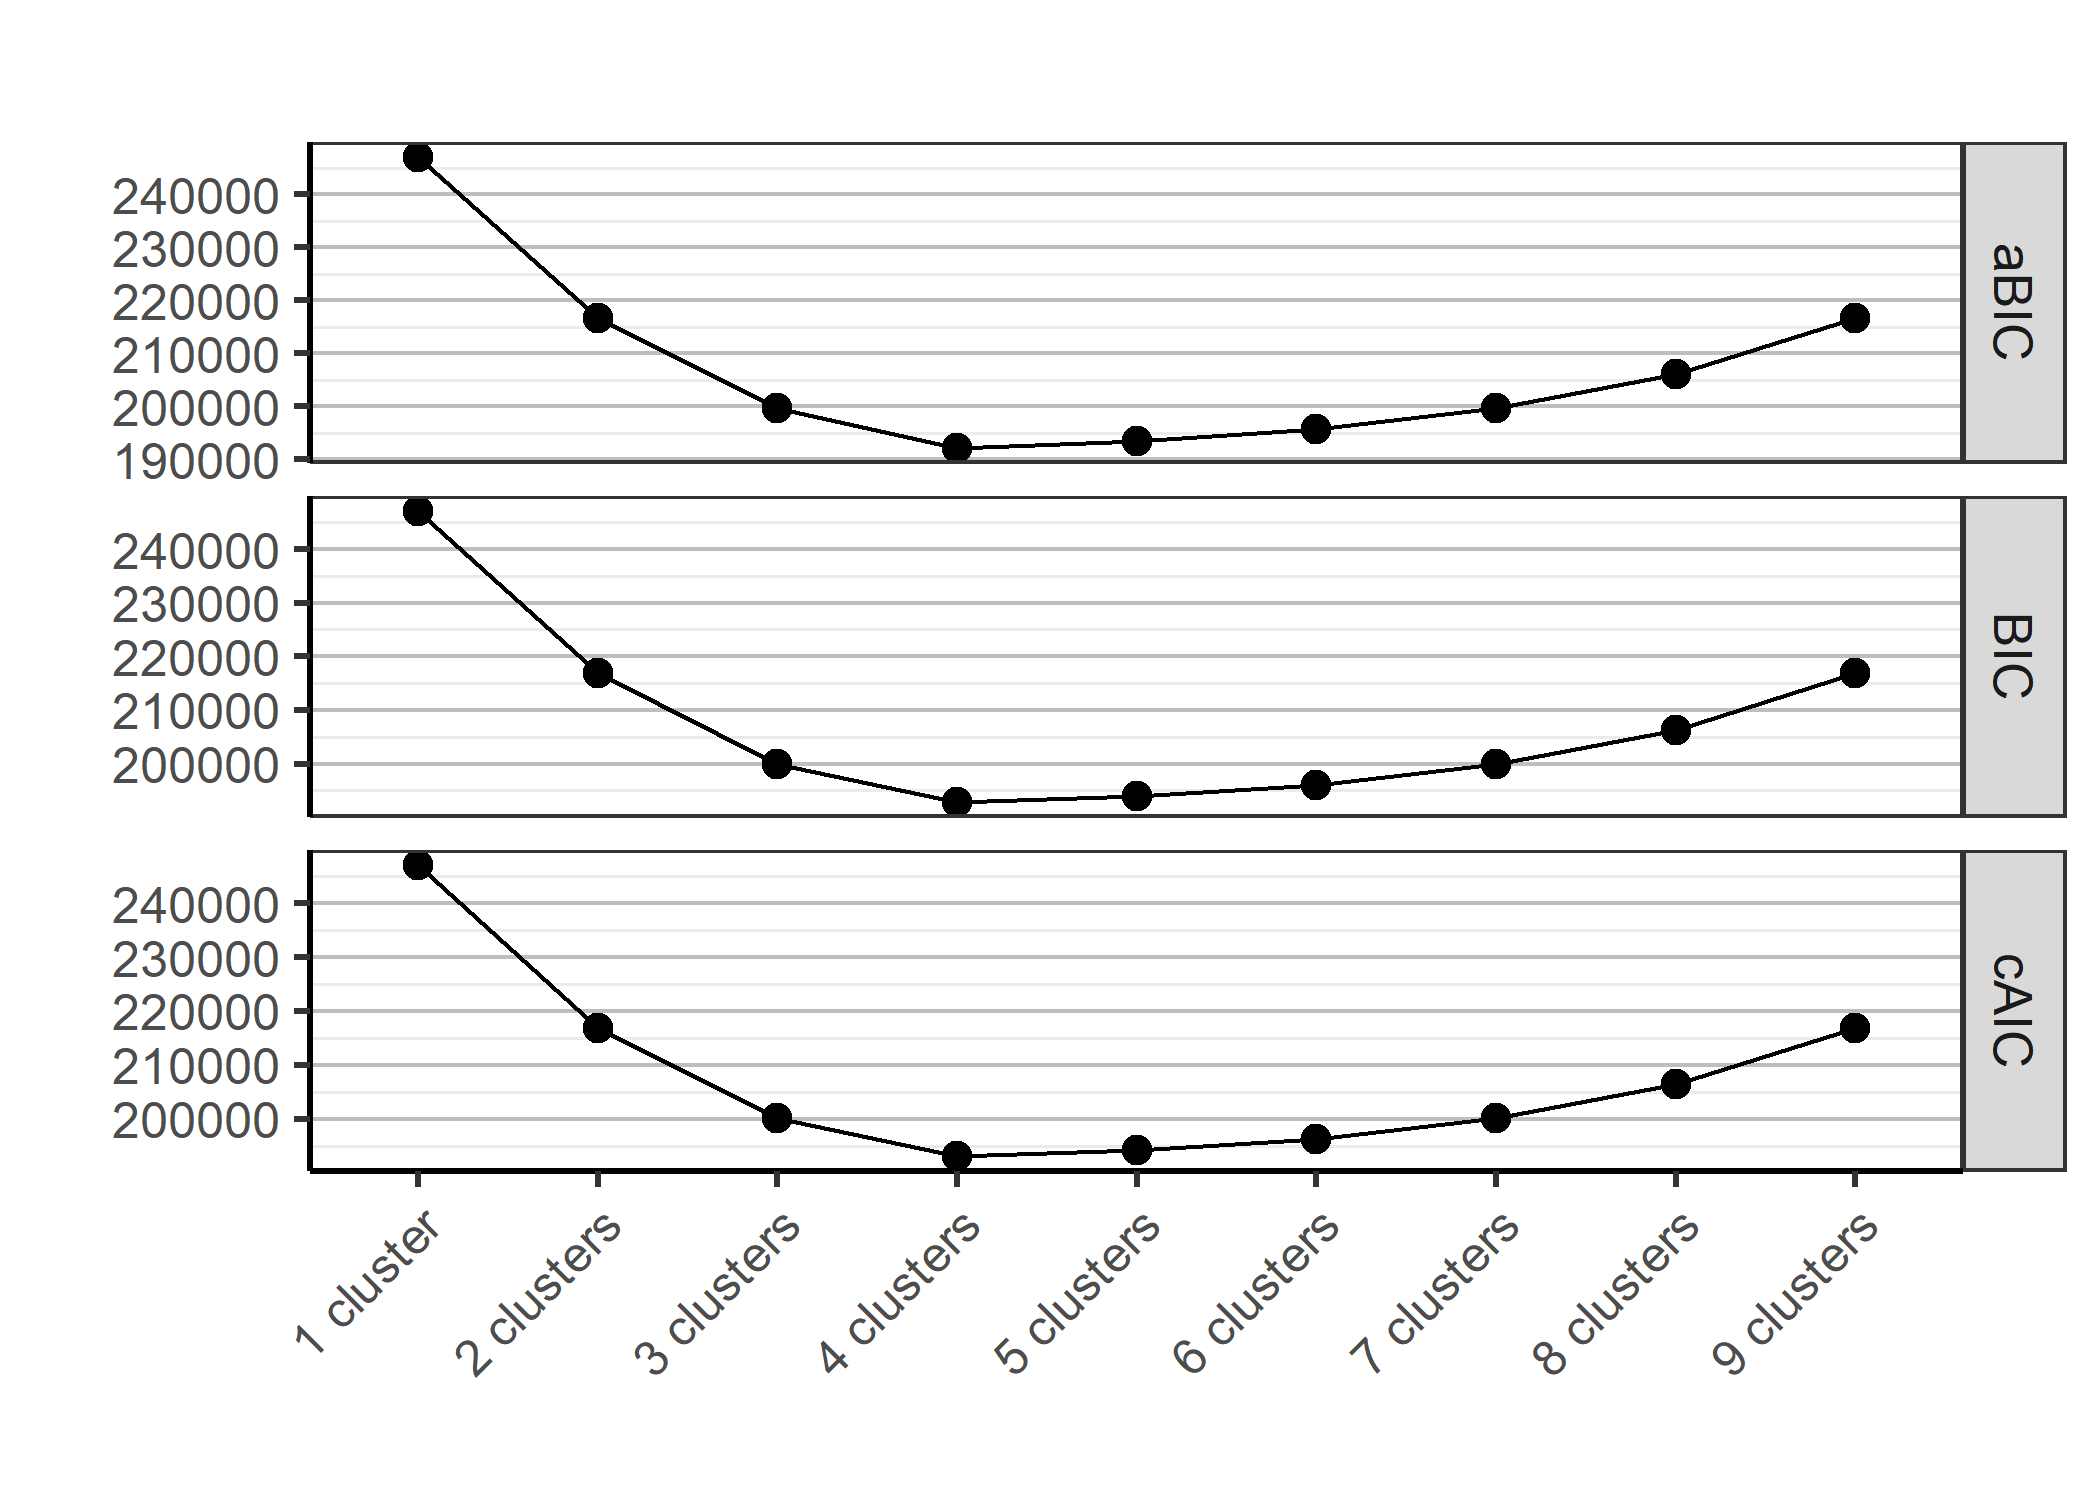 240000
230000
220000
210000
200000
190000
aBIC
240000
230000
220000
210000
200000
BIC
240000
230000
220000
210000
200000
cAIC
1 cluster
2 clusters
3 clusters
4 clusters
5 clusters
6 clusters
7 clusters
8 clusters
9 clusters